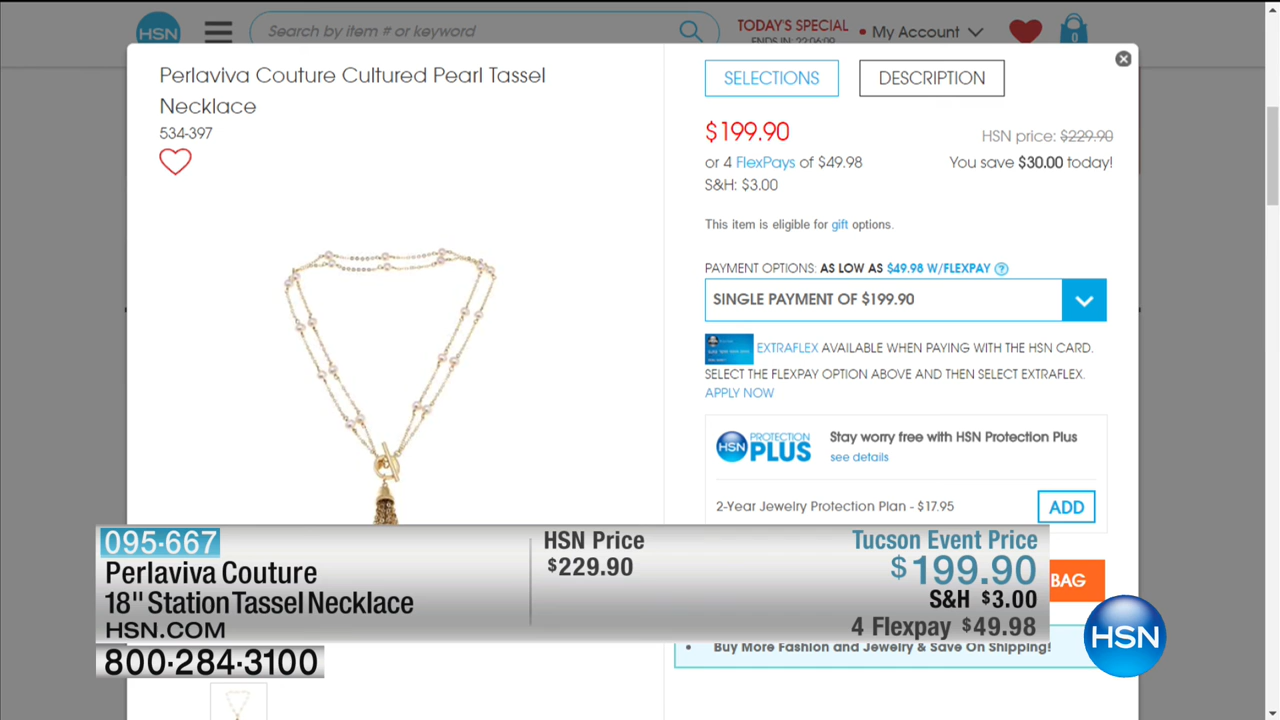 HSN
Search by item # or keyword
TODAY'S SPECIAL
ENDS IN: 22:06:09
My Account
0
Perlaviva Couture Cultured Pearl Tassel
Necklace
534-397
SELECTIONS
DESCRIPTION
$199.90
HSN price: $229.90
or 4 FlexPays of $49.98
You save $30.00 today!
S&H: $3.00
This item is eligible for gift options.
PAYMENT OPTIONS: AS LOW AS $49.98 W/FLEXPAY ?
SINGLE PAYMENT OF $199.90
EXTRAFLEX AVAILABLE WHEN PAYING WITH THE HSN CARD.
SELECT THE FLEXPAY OPTION ABOVE AND THEN SELECT EXTRAFLEX.
APPLY NOW
HSN PROTECTION PLUS
Stay worry free with HSN Protection Plus
see details
2-Year Jewelry Protection Plan - $17.95
ADD
BAG
• Buy More Fashion and Jewelry & Save On Shipping!
095-667
Perlaviva Couture
18" Station Tassel Necklace
HSN.COM
800-284-3100
HSN Price
$229.90
Tucson Event Price
$199.90
S&H $3.00
4 Flexpay $49.98
HSN